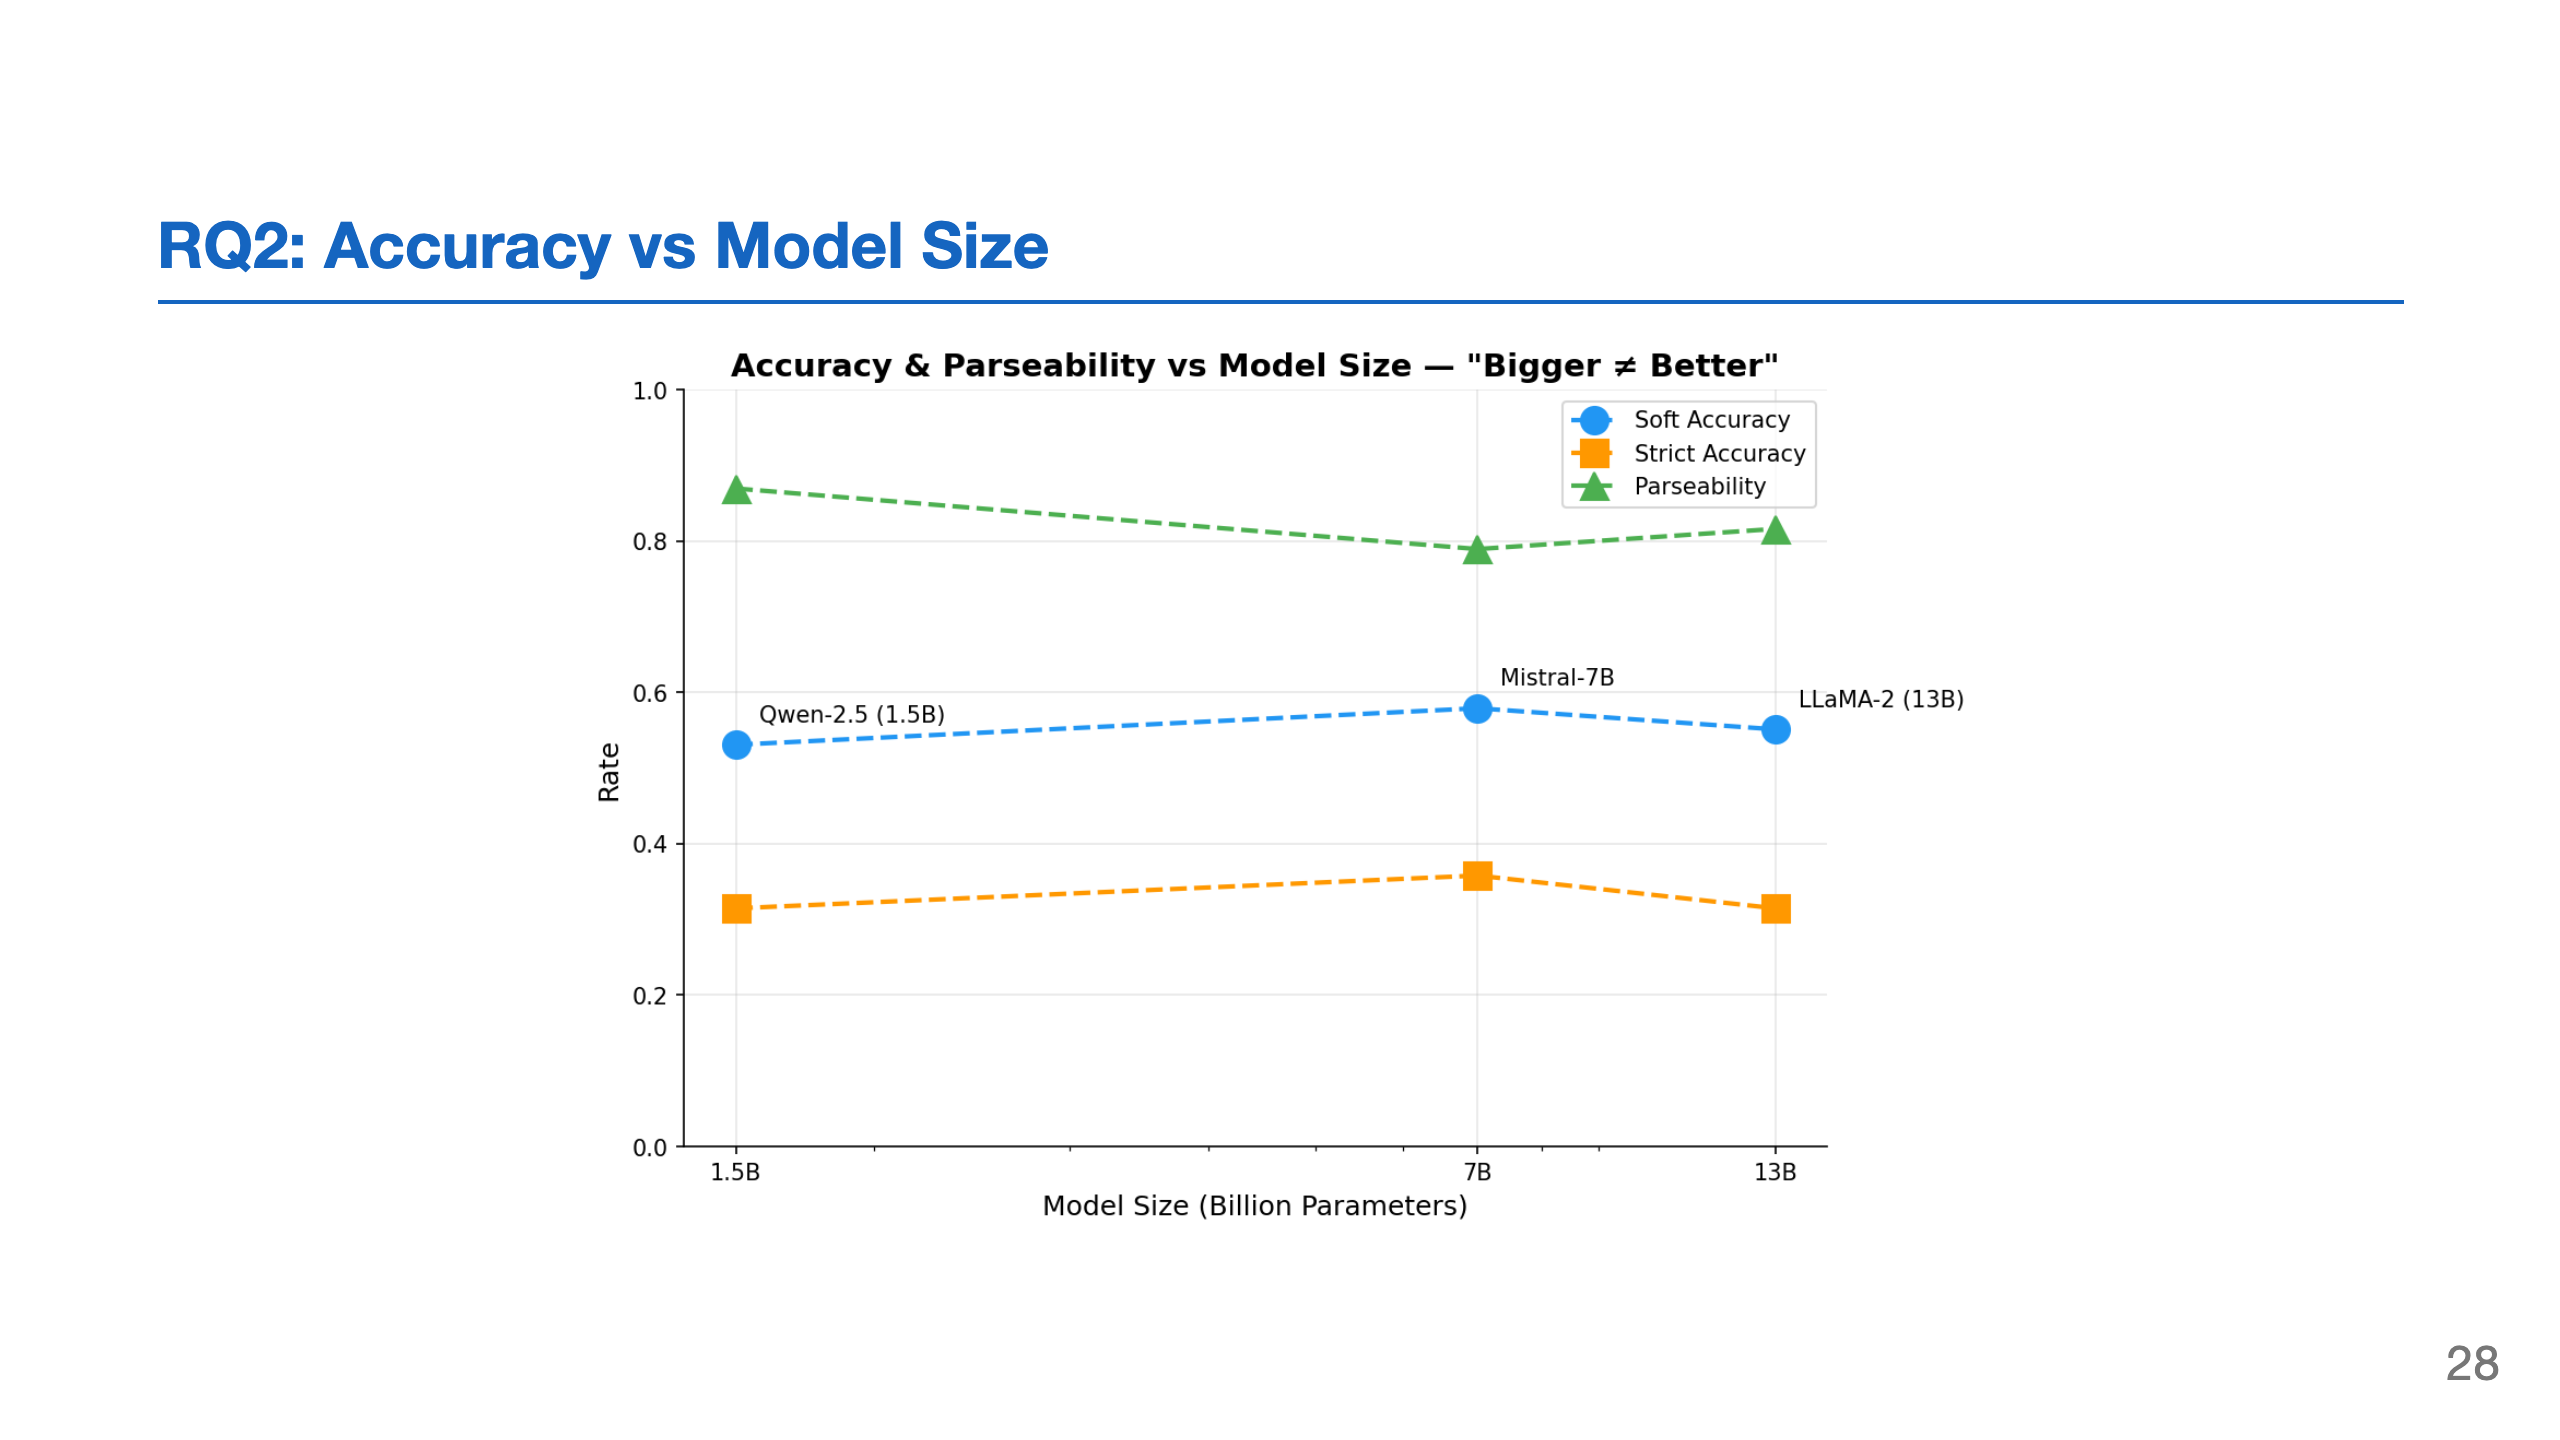 RQ2: Accuracy vs Model Size
Accuracy & Parseability vs Model Size — "Bigger ≠ Better"
1.0
Soft Accuracy
Strict Accuracy
Parseability
0.8
Mistral-7B
0.6
LLaMA-2 (13B)
Qwen-2.5 (1.5B)
Rate
0.4
0.2
0.0
1.5B 7B 13B
Model Size (Billion Parameters)
28